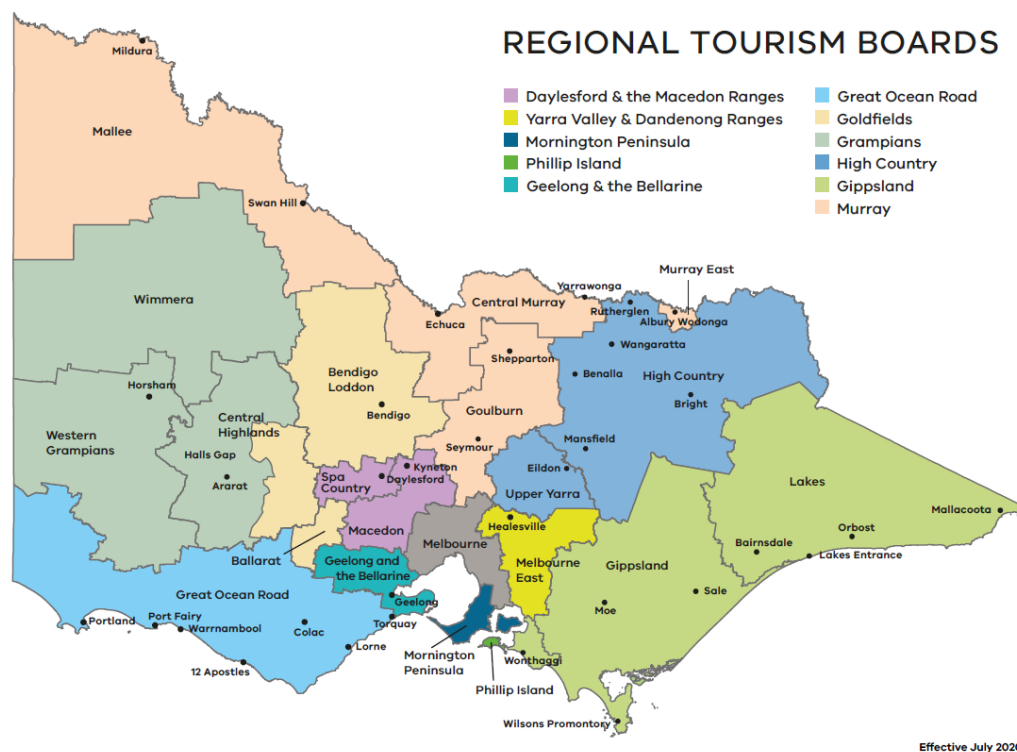 REGIONAL TOURISM BOARDS
Daylesford & the Macedon Ranges
Yarra Valley & Dandenong Ranges
Mornington Peninsula
Phillip Island
Geelong & the Bellarine
Great Ocean Road
Goldfields
Grampians
High Country
Gippsland
Murray
Mildura
Mallee
Swan Hill
Wimmera
Murray East
Yarrawonga
Central Murray
Rutherglen
Echuca
Albury Wodonga
Wangaratta
Shepparton
Bendigo
Loddon
Benalla
High Country
Horsham
Bright
Bendigo
Goulburn
Central
Highlands
Western
Grampians
Seymour
Mansfield
Halls Gap
Kyneton
Eildon
Spa
Country
Daylesford
Ararat
Lakes
Upper Yarra
Mallacoota
Macedon
Healesville
Orbost
Melbourne
Bairnsdale
Lakes Entrance
Ballarat
Geelong and
the Bellarine
Melbourne
East
Gippsland
Great Ocean Road
Sale
Geelong
Moe
Port Fairy
Portland
Torquay
Warrnambool
Colac
Lorne
Mornington
Peninsula
Wonthaggi
12 Apostles
Phillip Island
Wilsons Promontory